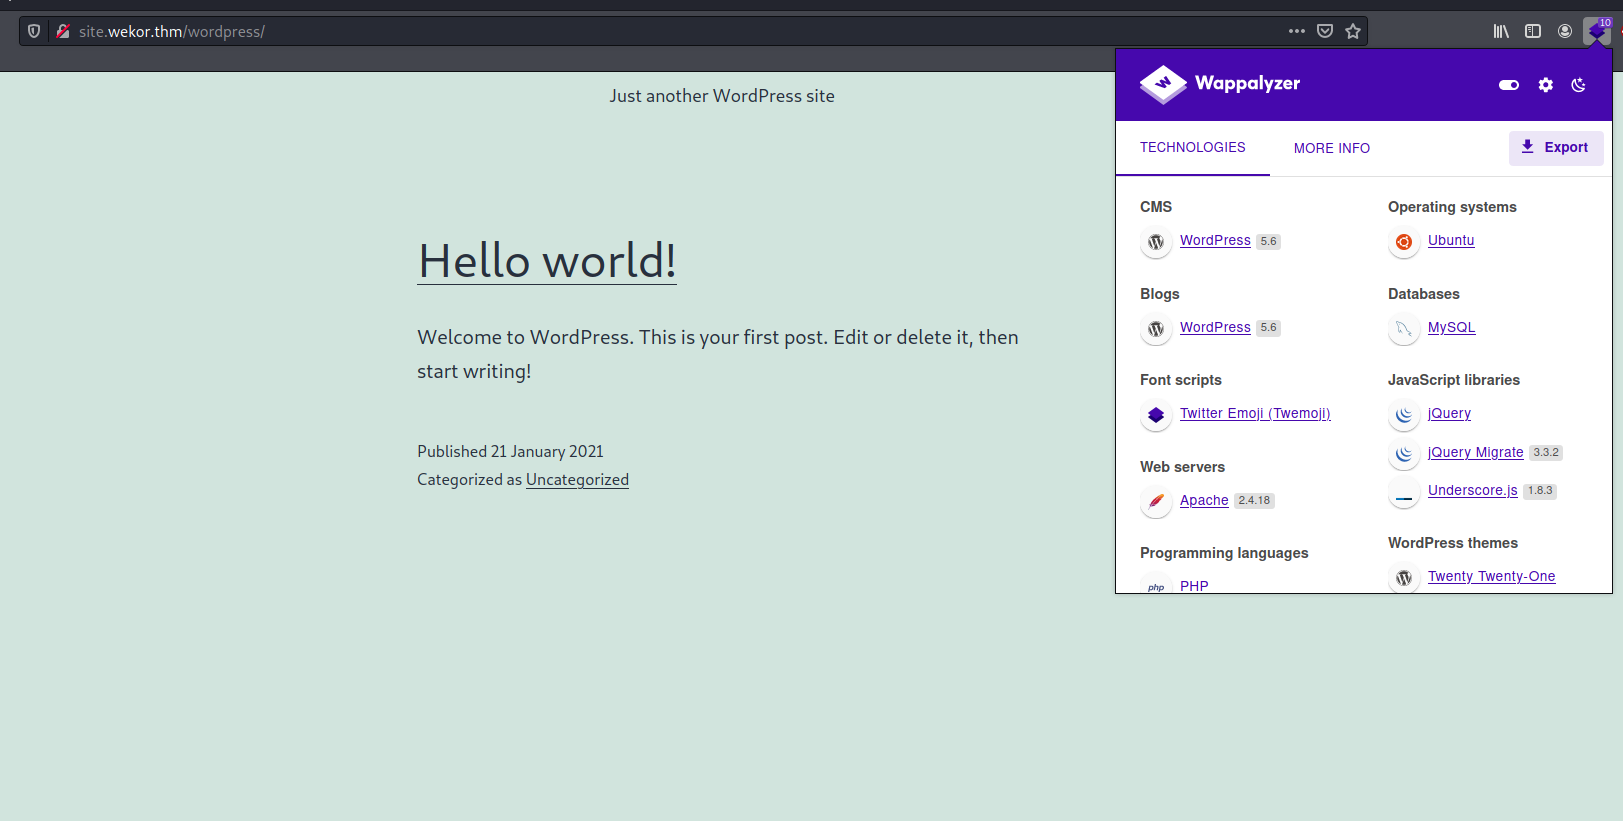 site.wekor.thm/wordpress/
10
Just another WordPress site
Hello world!
Welcome to WordPress. This is your first post. Edit or delete it, then
start writing!
Published 21 January 2021
Categorized as Uncategorized
W Wappalyzer
TECHNOLOGIES
MORE INFO
Export
CMS
WordPress 5.6
Blogs
WordPress 5.6
Font scripts
Twitter Emoji (Twemoji)
Web servers
Apache 2.4.18
Programming languages
php PHP
Operating systems
Ubuntu
Databases
MySQL
JavaScript libraries
jQuery
jQuery Migrate 3.3.2
Underscore.js 1.8.3
WordPress themes
Twenty Twenty-One